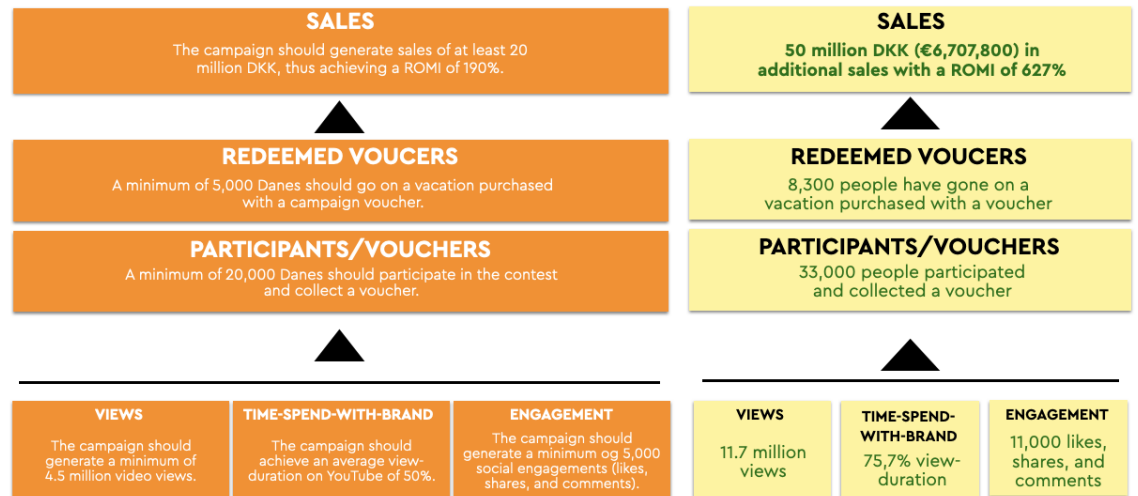 SALES
The campaign should generate sales of at least 20
million DKK, thus achieving a ROMI of 190%.
SALES
50 million DKK (€6,707,800) in
additional sales with a ROMI of 627%
REDEEMED VOUCERS
A minimum of 5,000 Danes should go on a vacation purchased
with a campaign voucher.
REDEEMED VOUCERS
8,300 people have gone on a
vacation purchased with a voucher
PARTICIPANTS/VOUCHERS
A minimum of 20,000 Danes should participate in the contest
and collect a voucher.
PARTICIPANTS/VOUCHERS
33,000 people participated
and collected a voucher
VIEWS
The campaign should
generate a minimum of
4.5 million video views.
TIME-SPEND-WITH-BRAND
The campaign should
achieve an average view-
duration on YouTube of 50%.
ENGAGEMENT
The campaign should
generate a minimum og 5,000
social engagements (likes,
shares, and comments).
VIEWS
11.7 million
views
TIME-SPEND-
WITH-BRAND
75,7% view-
duration
ENGAGEMENT
11,000 likes,
shares, and
comments